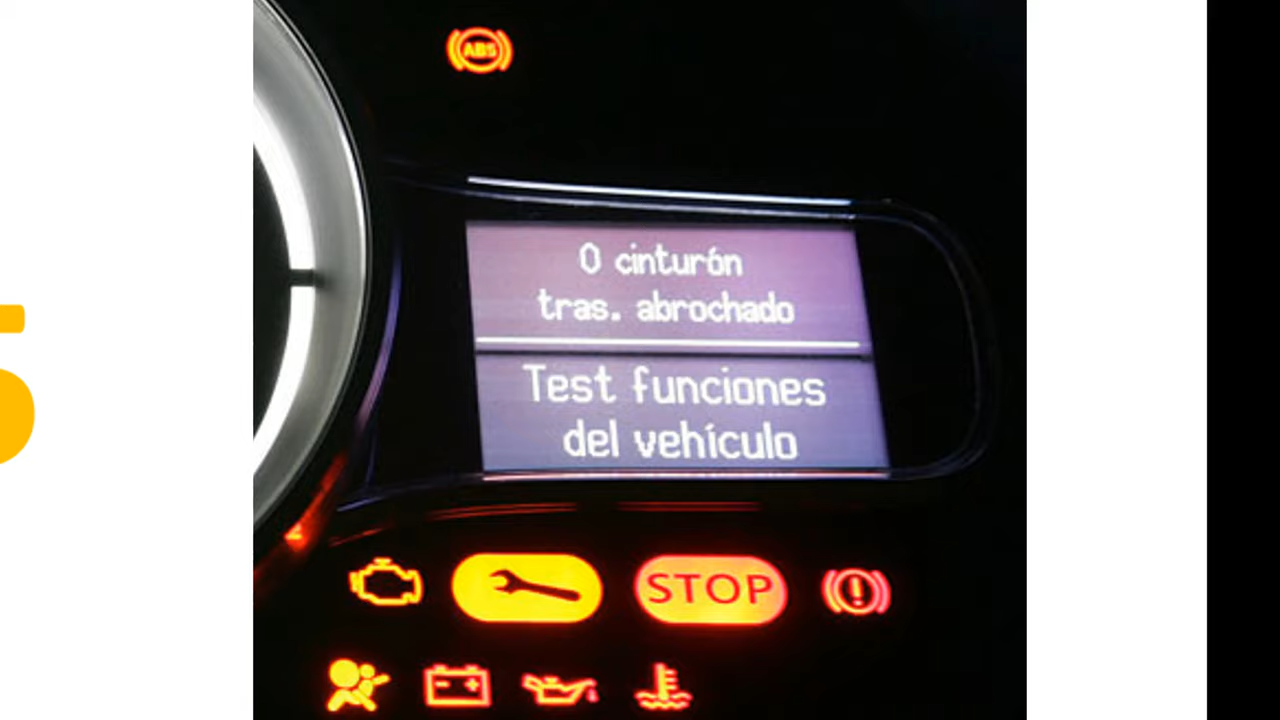 ABS
0 cinturón
tras. abrochado
Test funciones
del vehículo
STOP